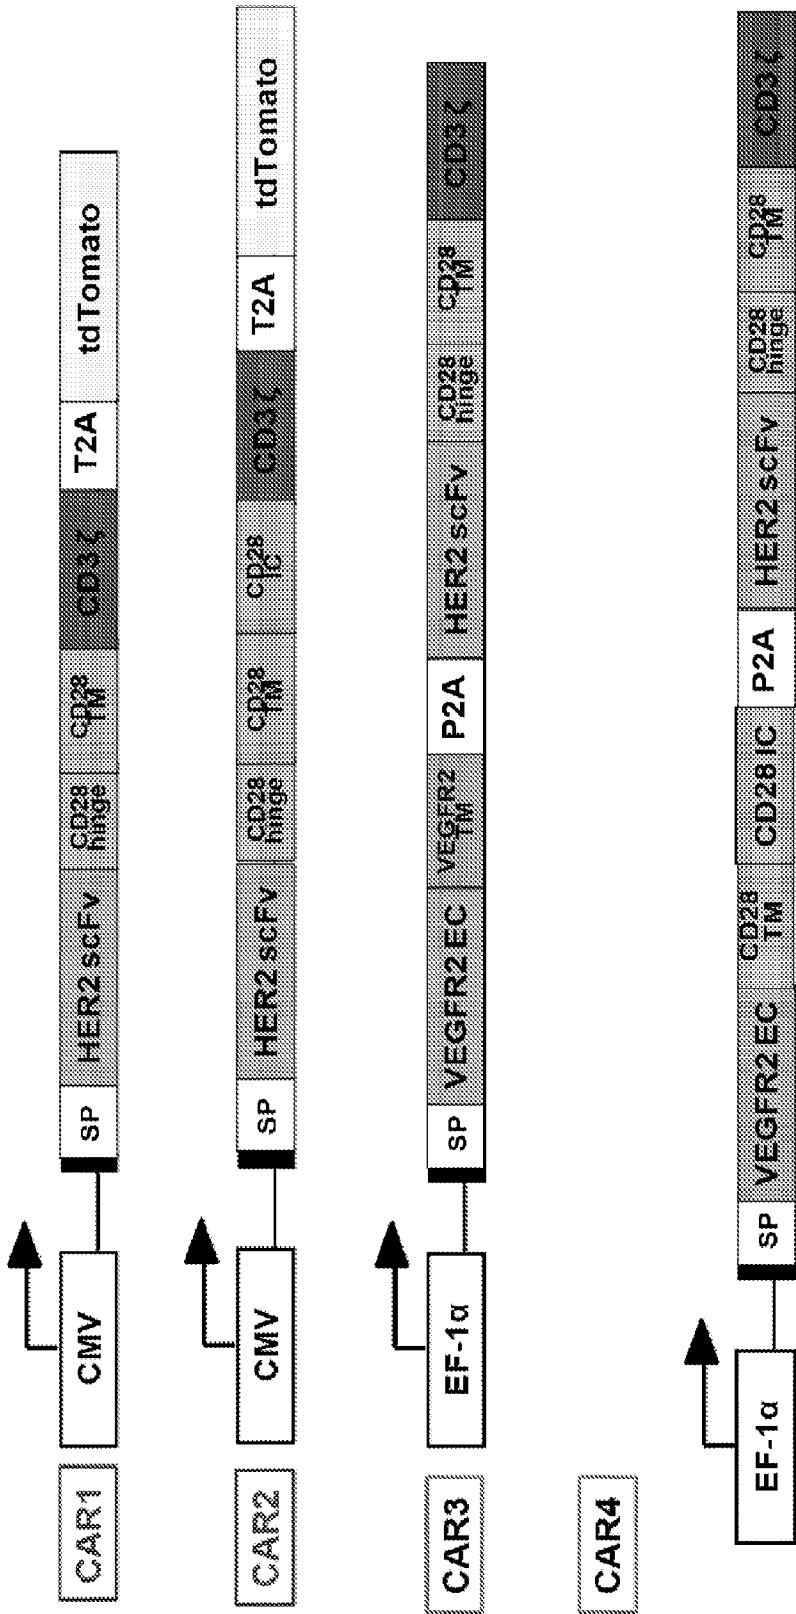 CAR1
CMV
SP
HER2 scFv
CD28
hinge
CD28
TM
CD3 ζ
T2A
tdTomato
CAR2
CMV
SP
HER2 scFv
CD28
hinge
CD28
TM
CD28
IC
CD3 ζ
T2A
tdTomato
CAR3
EF-1α
SP
VEGFR2 EC
VEGFR2
TM
P2A
HER2 scFv
CD28
hinge
CD28
TM
CD3 ζ
CAR4
EF-1α
SP
VEGFR2 EC
CD28
TM
CD28 IC
P2A
HER2 scFv
CD28
hinge
CD28
TM
CD3 ζ